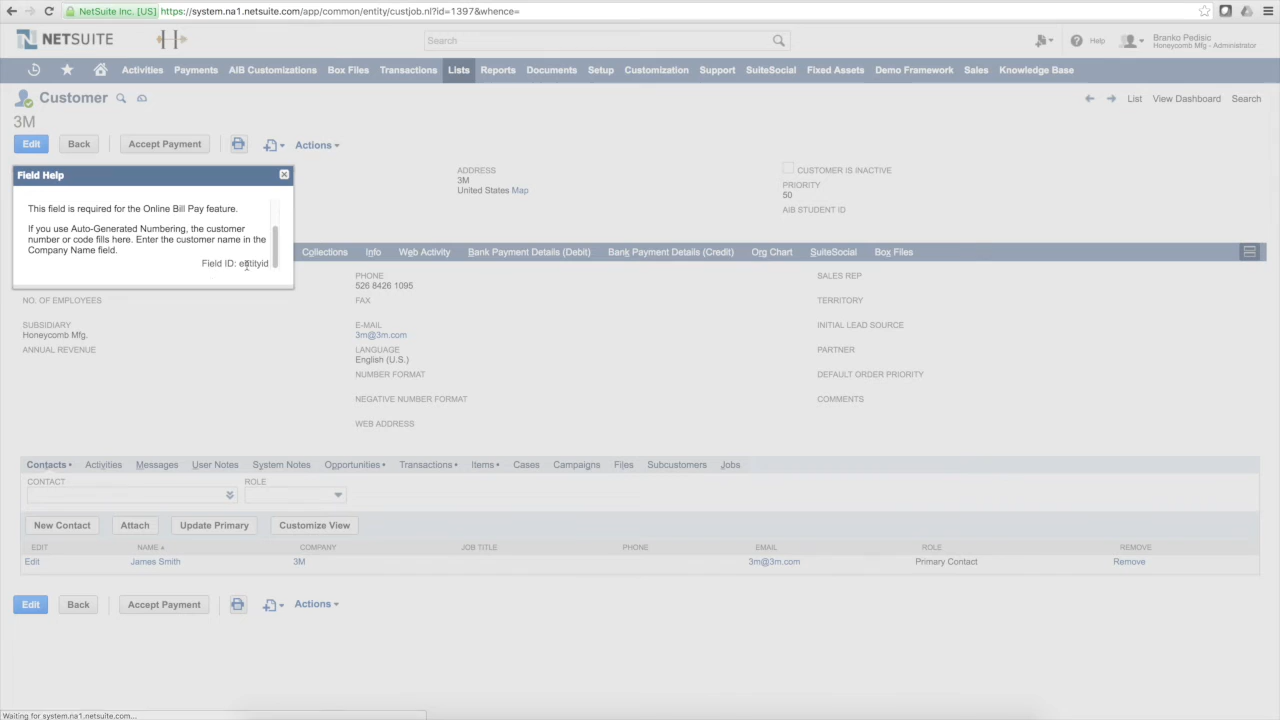 NetSuite Inc. [US] https://system.na1.netsuite.com/app/common/entity/custjob.nl?id=1397&whence=
NETSUITE
Search
Help
Branko Pedisic
Honeycomb Mfg - Administrator
Activities Payments AIB Customizations Box Files Transactions Lists Reports Documents Setup Customization Support SuiteSocial Fixed Assets Demo Framework Sales Knowledge Base
Customer
List View Dashboard Search
3M
Edit Back Accept Payment Actions
Field Help
This field is required for the Online Bill Pay feature.
If you use Auto-Generated Numbering, the customer
number or code fills here. Enter the customer name in the
Company Name field.
Field ID: entityid
ADDRESS
3M
United States Map
CUSTOMER IS INACTIVE
PRIORITY
50
AIB STUDENT ID
Collections Info Web Activity Bank Payment Details (Debit) Bank Payment Details (Credit) Org Chart SuiteSocial Box Files
NO. OF EMPLOYEES
SUBSIDIARY
Honeycomb Mfg.
ANNUAL REVENUE
PHONE
526 8426 1095
FAX
E-MAIL
3m@3m.com
LANGUAGE
English (U.S.)
NUMBER FORMAT
NEGATIVE NUMBER FORMAT
WEB ADDRESS
SALES REP
TERRITORY
INITIAL LEAD SOURCE
PARTNER
DEFAULT ORDER PRIORITY
COMMENTS
Contacts • Activities Messages User Notes System Notes Opportunities • Transactions • Items • Cases Campaigns Files Subcustomers Jobs
CONTACT ROLE
New Contact Attach Update Primary Customize View
EDIT NAME COMPANY JOB TITLE PHONE EMAIL ROLE REMOVE
Edit James Smith 3M 3m@3m.com Primary Contact Remove
Edit Back Accept Payment Actions
Waiting for system.na1.netsuite.com...